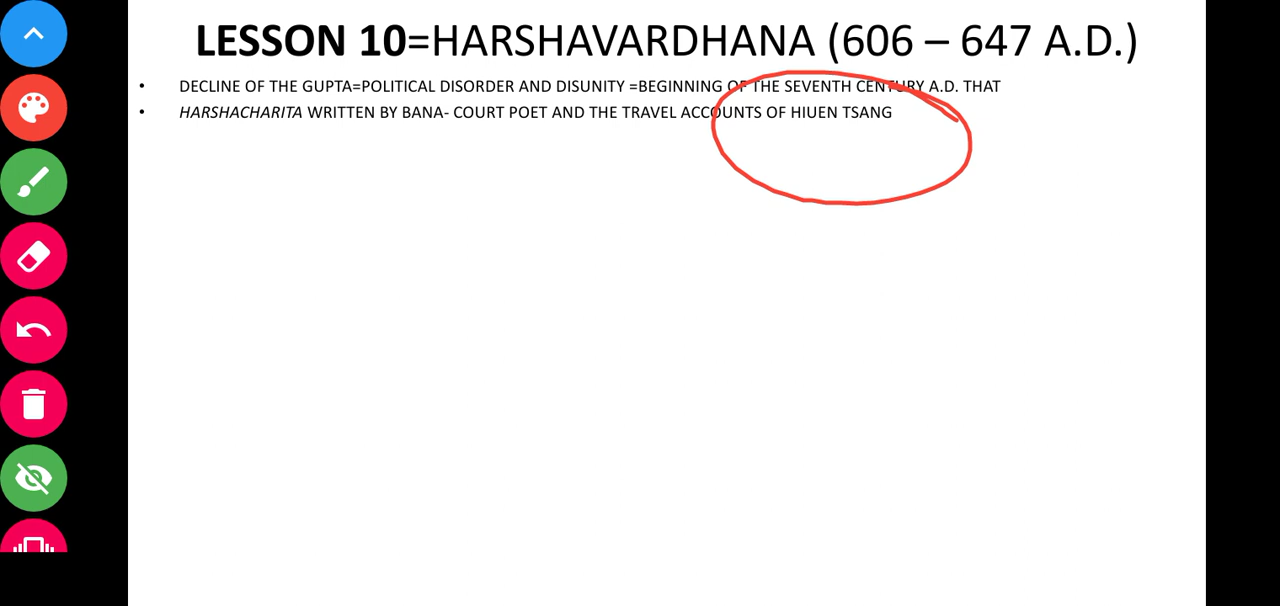 LESSON 10=HARSHAVARDHANA (606 – 647 A.D.)
• DECLINE OF THE GUPTA=POLITICAL DISORDER AND DISUNITY =BEGINNING OF THE SEVENTH CENTURY A.D. THAT
• HARSHACHARITA WRITTEN BY BANA- COURT POET AND THE TRAVEL ACCOUNTS OF HIUEN TSANG